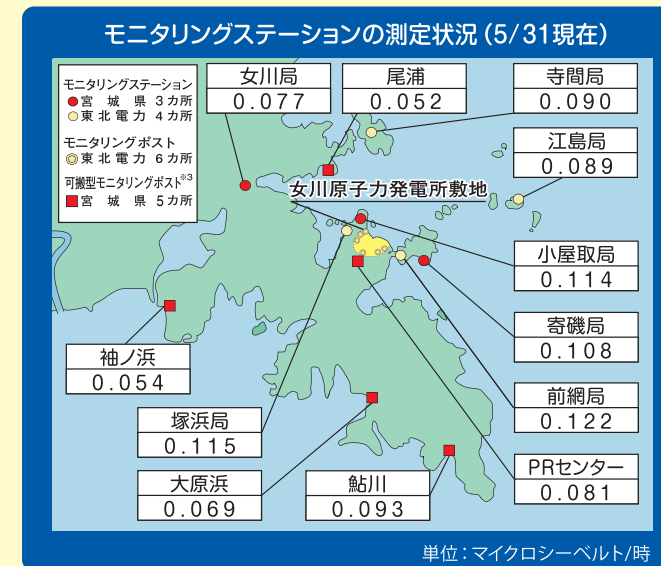 モニタリングステーションの測定状況(5/31現在)
モニタリングステーション
宮城県 3カ所
東北電力 4カ所
モニタリングポスト
東北電力 6カ所
可搬型モニタリングポスト※3
宮城県 5カ所
女川局
0.077
尾浦
0.052
寺間局
0.090
江島局
0.089
女川原子力発電所敷地
小屋取局
0.114
寄磯局
0.108
前網局
0.122
PRセンター
0.081
袖ノ浜
0.054
塚浜局
0.115
大原浜
0.069
鮎川
0.093
単位:マイクロシーベルト/時